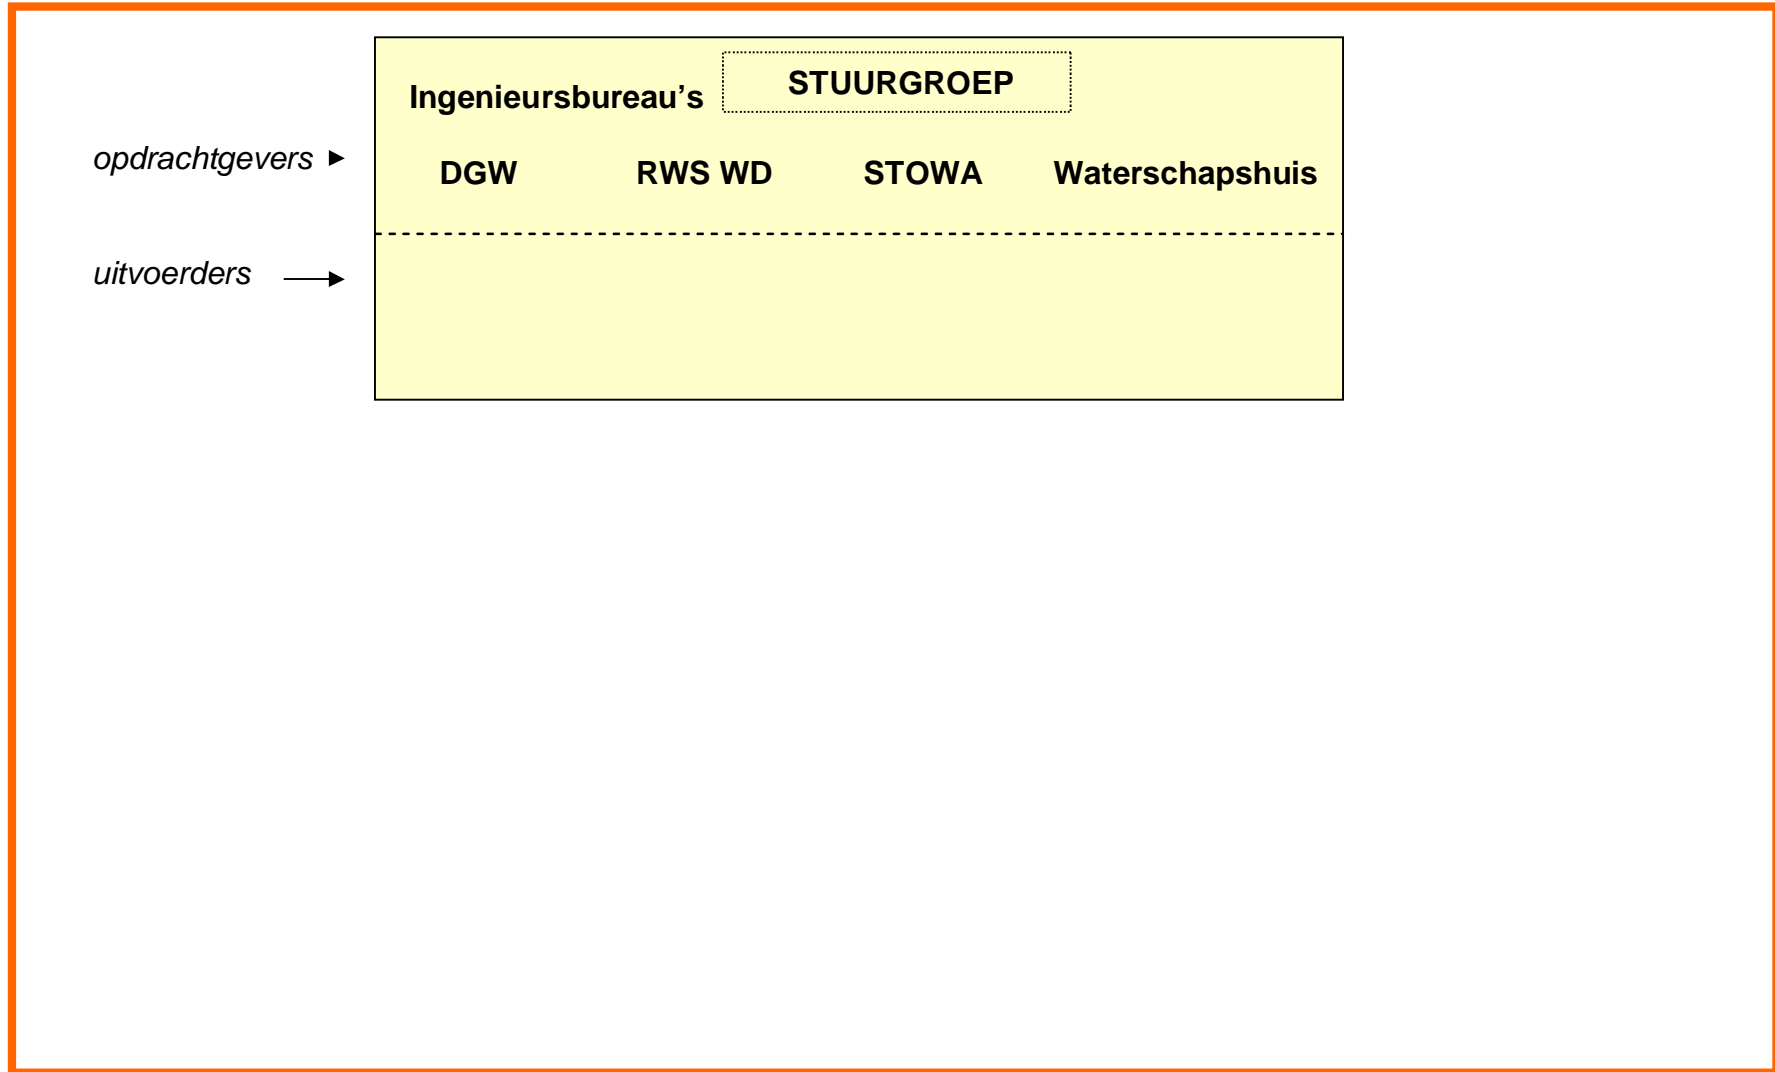 STUURGROEP
Ingenieursbureau’s
opdrachtgevers
DGW RWS WD STOWA Waterschapshuis
uitvoerders